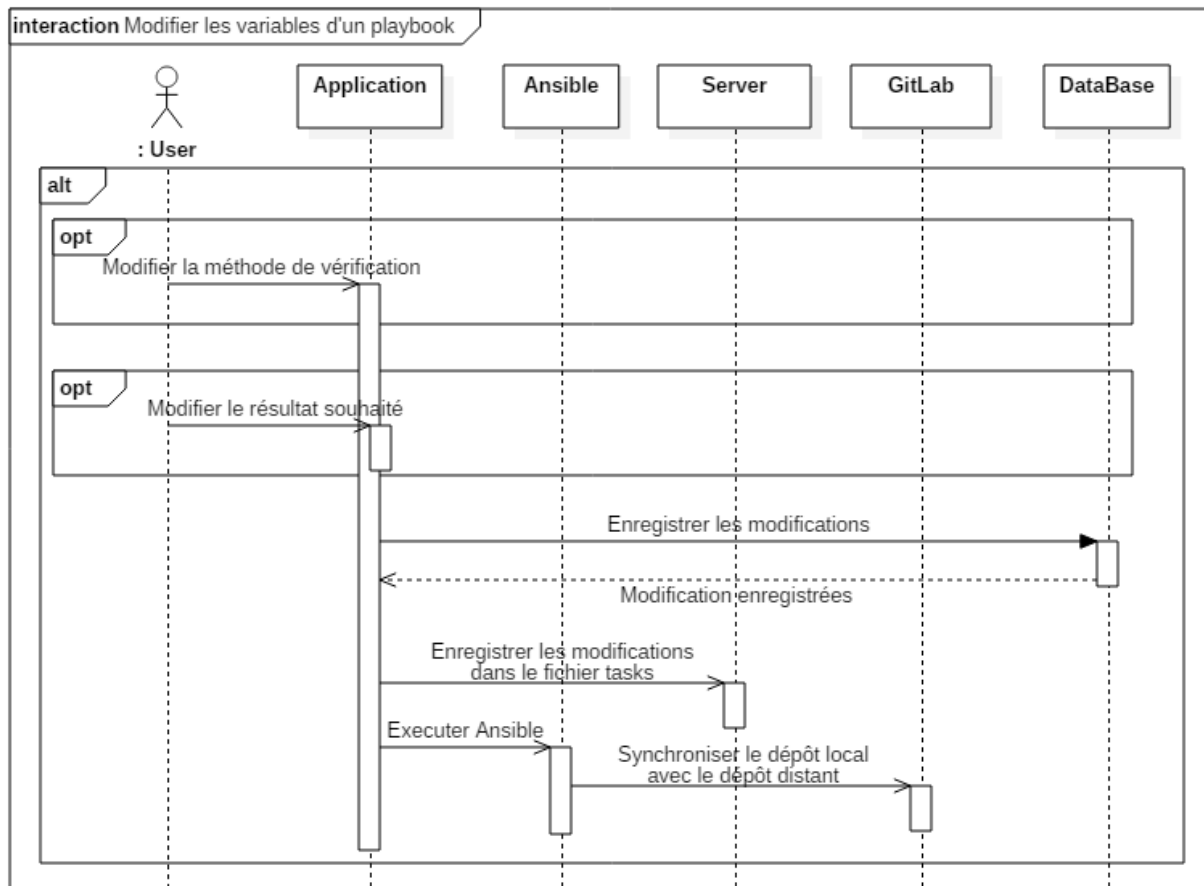 interaction Modifier les variables d'un playbook
Application
Ansible
Server
GitLab
DataBase
: User
alt
opt
Modifier la méthode de vérification
opt
Modifier le résultat souhaité
Enregistrer les modifications
Modification enregistrées
Enregistrer les modifications
dans le fichier tasks
Executer Ansible
Synchroniser le dépôt local
avec le dépôt distant